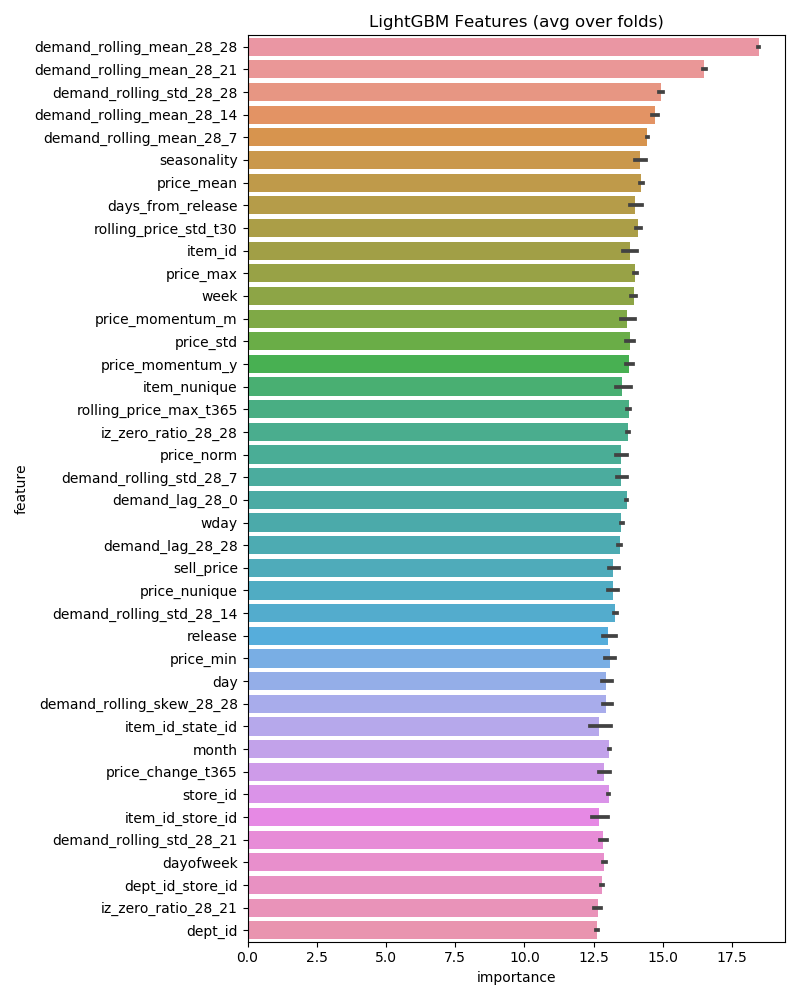 LightGBM Features (avg over folds)
demand_rolling_mean_28_28
demand_rolling_mean_28_21
demand_rolling_std_28_28
demand_rolling_mean_28_14
demand_rolling_mean_28_7
seasonality
price_mean
days_from_release
rolling_price_std_t30
item_id
price_max
week
price_momentum_m
price_std
price_momentum_y
item_nunique
rolling_price_max_t365
iz_zero_ratio_28_28
price_norm
demand_rolling_std_28_7
demand_lag_28_0
wday
demand_lag_28_28
sell_price
price_nunique
demand_rolling_std_28_14
release
price_min
day
demand_rolling_skew_28_28
item_id_state_id
month
price_change_t365
store_id
item_id_store_id
demand_rolling_std_28_21
dayofweek
dept_id_store_id
iz_zero_ratio_28_21
dept_id
feature
0.0 2.5 5.0 7.5 10.0 12.5 15.0 17.5
importance